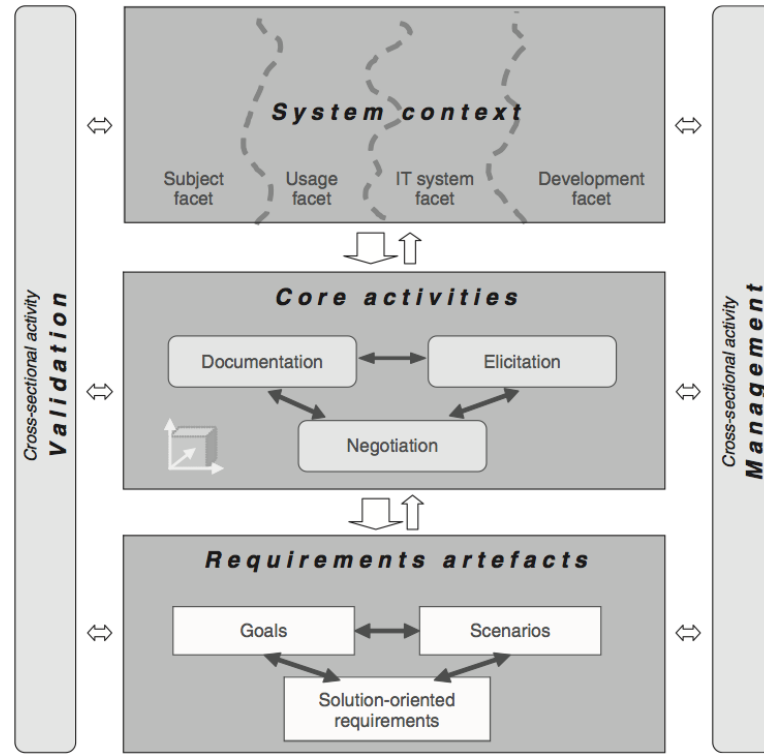 Cross-sectional activity
Validation
System context
Subject
facet
Usage
facet
IT system
facet
Development
facet
Core activities
Documentation
Elicitation
Negotiation
Requirements artefacts
Goals
Scenarios
Solution-oriented
requirements
Cross-sectional activity
Management